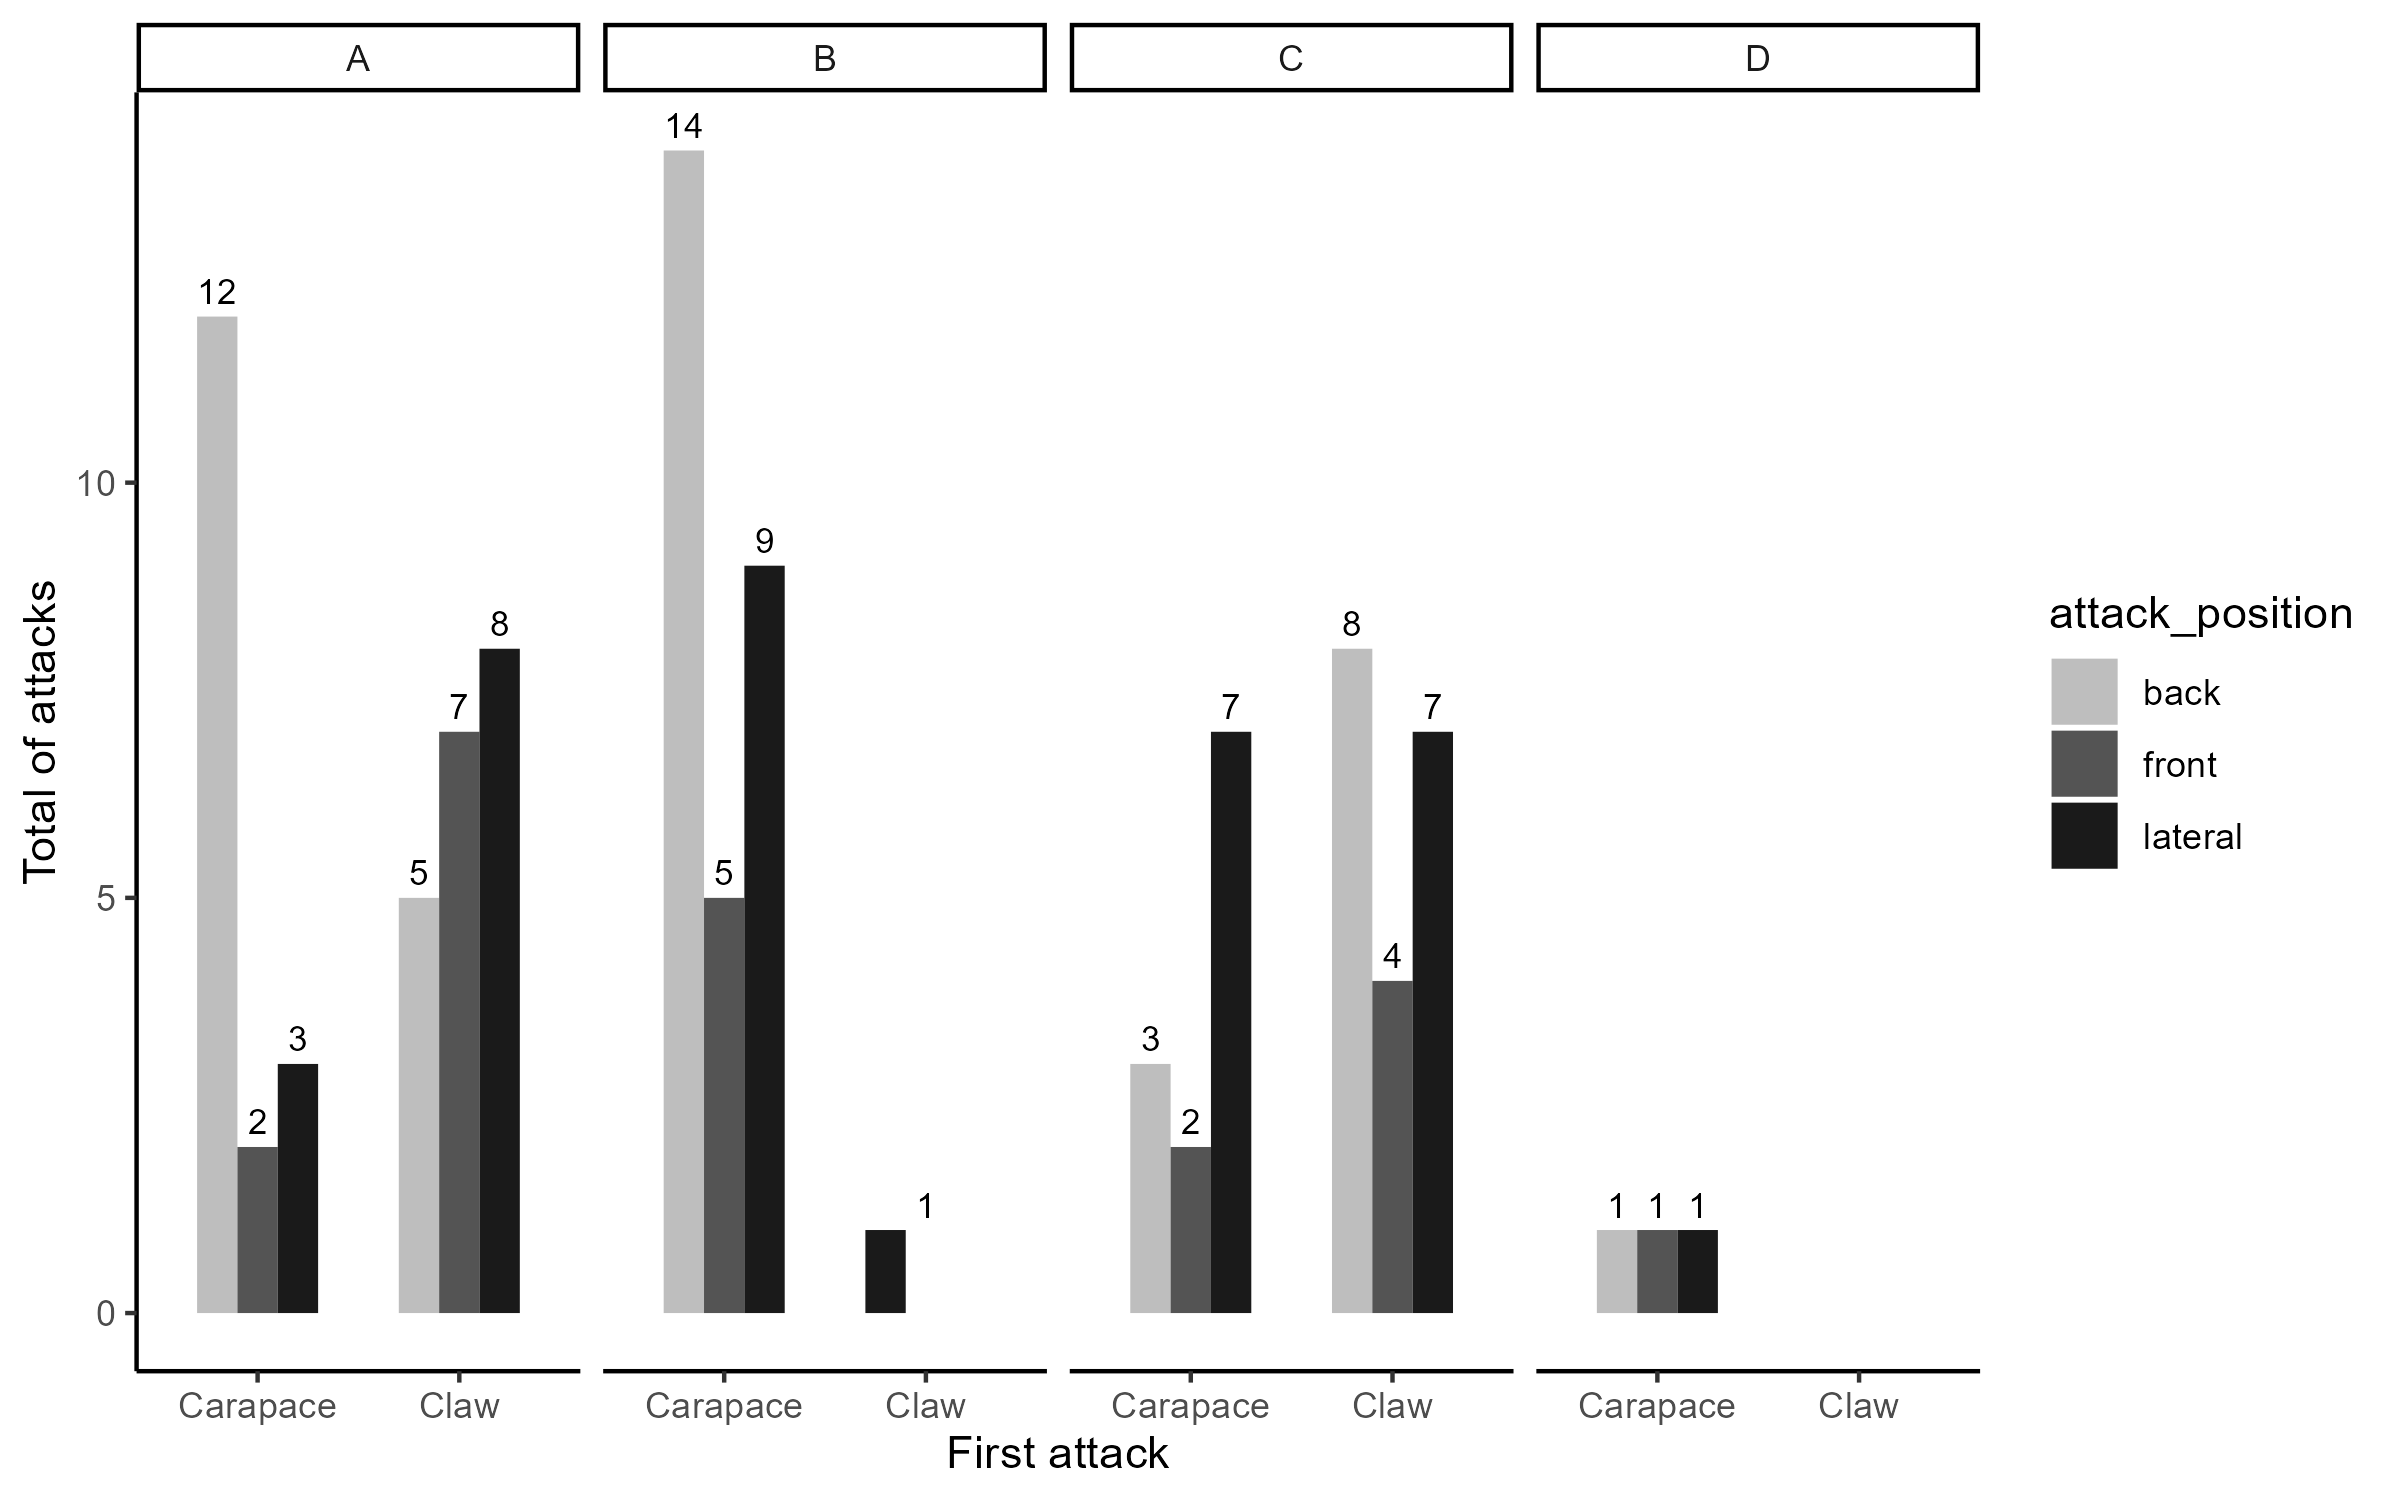 A B C D
14
12
10
9
8 8
7 7 7
5 5 5
4
3 3
2 2
1 1 1 1
0
Carapace Claw Carapace Claw Carapace Claw Carapace Claw
First attack
Total of attacks
attack_position
back
front
lateral